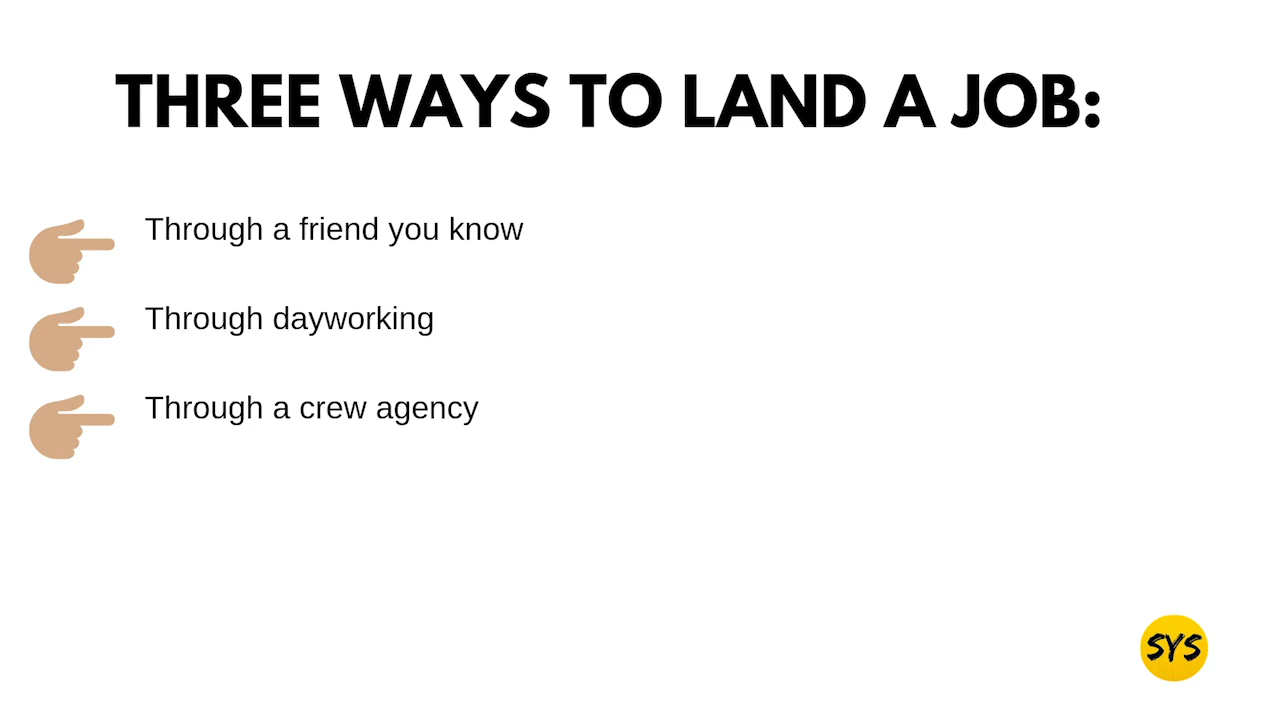 THREE WAYS TO LAND A JOB:
Through a friend you know
Through dayworking
Through a crew agency
SYS